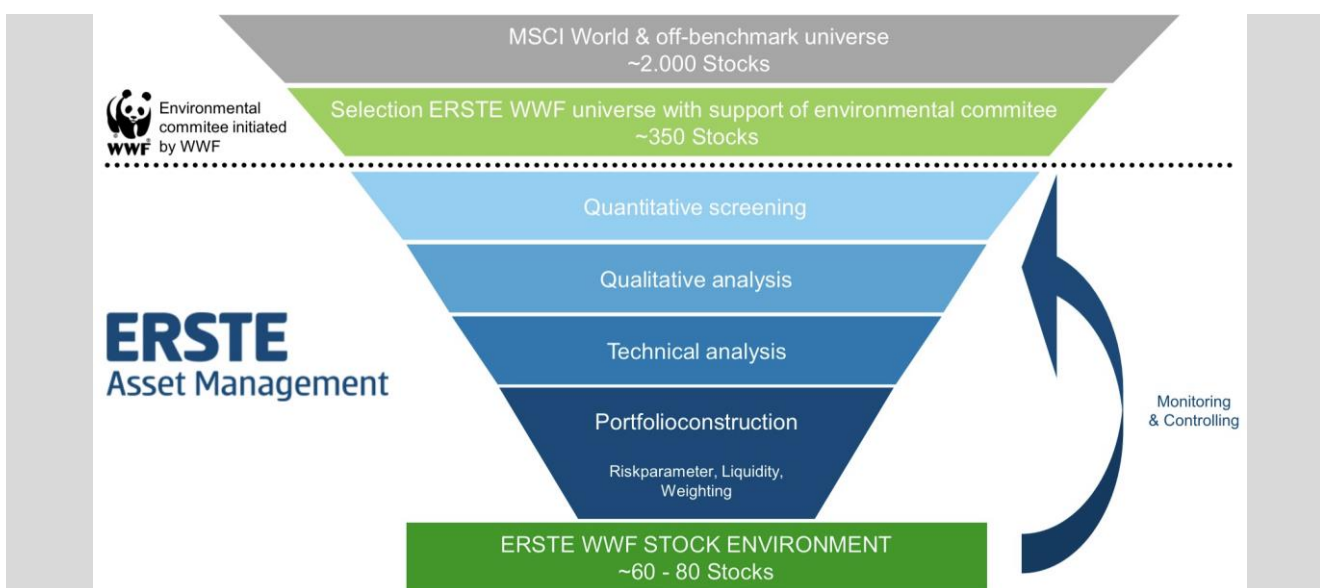 MSCI World & off-benchmark universe
~2.000 Stocks
WWF
Environmental
commitee initiated
by WWF
Selection ERSTE WWF universe with support of environmental commitee
~350 Stocks
Quantitative screening
Qualitative analysis
Technical analysis
ERSTE
Asset Management
Portfolioconstruction
Riskparameter, Liquidity,
Weighting
Monitoring
& Controlling
ERSTE WWF STOCK ENVIRONMENT
~60 - 80 Stocks